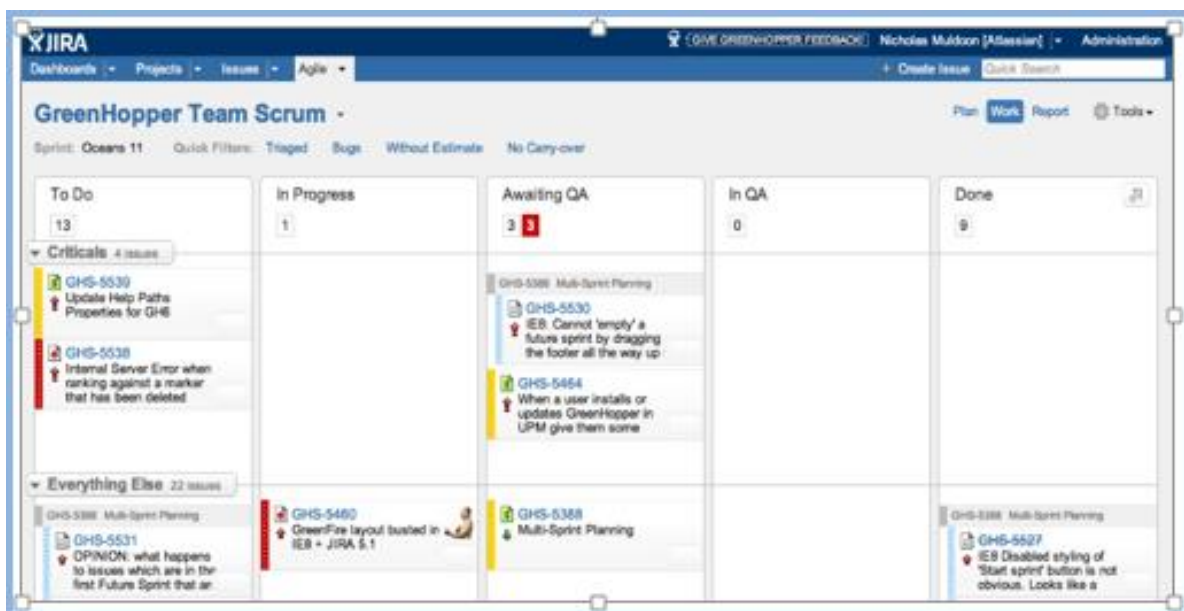 JIRA
GIVE GREENHOPPER FEEDBACK
Nicholas Muldoon [Atlassian]
Administration
Dashboards
Projects
Issues
Agile
+ Create Issue
Quick Search
GreenHopper Team Scrum
Plan
Work
Report
Tools
Sprint: Oceans 11
Quick Filters:
Triaged
Bugs
Without Estimate
No Carry-over
To Do
13
In Progress
1
Awaiting QA
3 3
In QA
0
Done
9
Criticals 4 issues
GHS-5539
Update Help Paths
Properties for GH6
GHS-5538
Internal Server Error when
ranking against a marker
that has been deleted
GHS-5388 Multi-Sprint Planning
GHS-5530
IE8: Cannot 'empty' a
future sprint by dragging
the footer all the way up
GHS-5464
When a user installs or
updates GreenHopper in
UPM give them some
Everything Else 22 issues
GHS-5388 Multi-Sprint Planning
GHS-5531
OPINION: what happens
to issues which are in the
first Future Sprint that ar
GHS-5460
GreenFire layout busted in
IE8 + JIRA 5.1
GHS-5388
Multi-Sprint Planning
GHS-5388 Multi-Sprint Planning
GHS-5527
IE8 Disabled styling of
'Start sprint' button is not
obvious. Looks like a